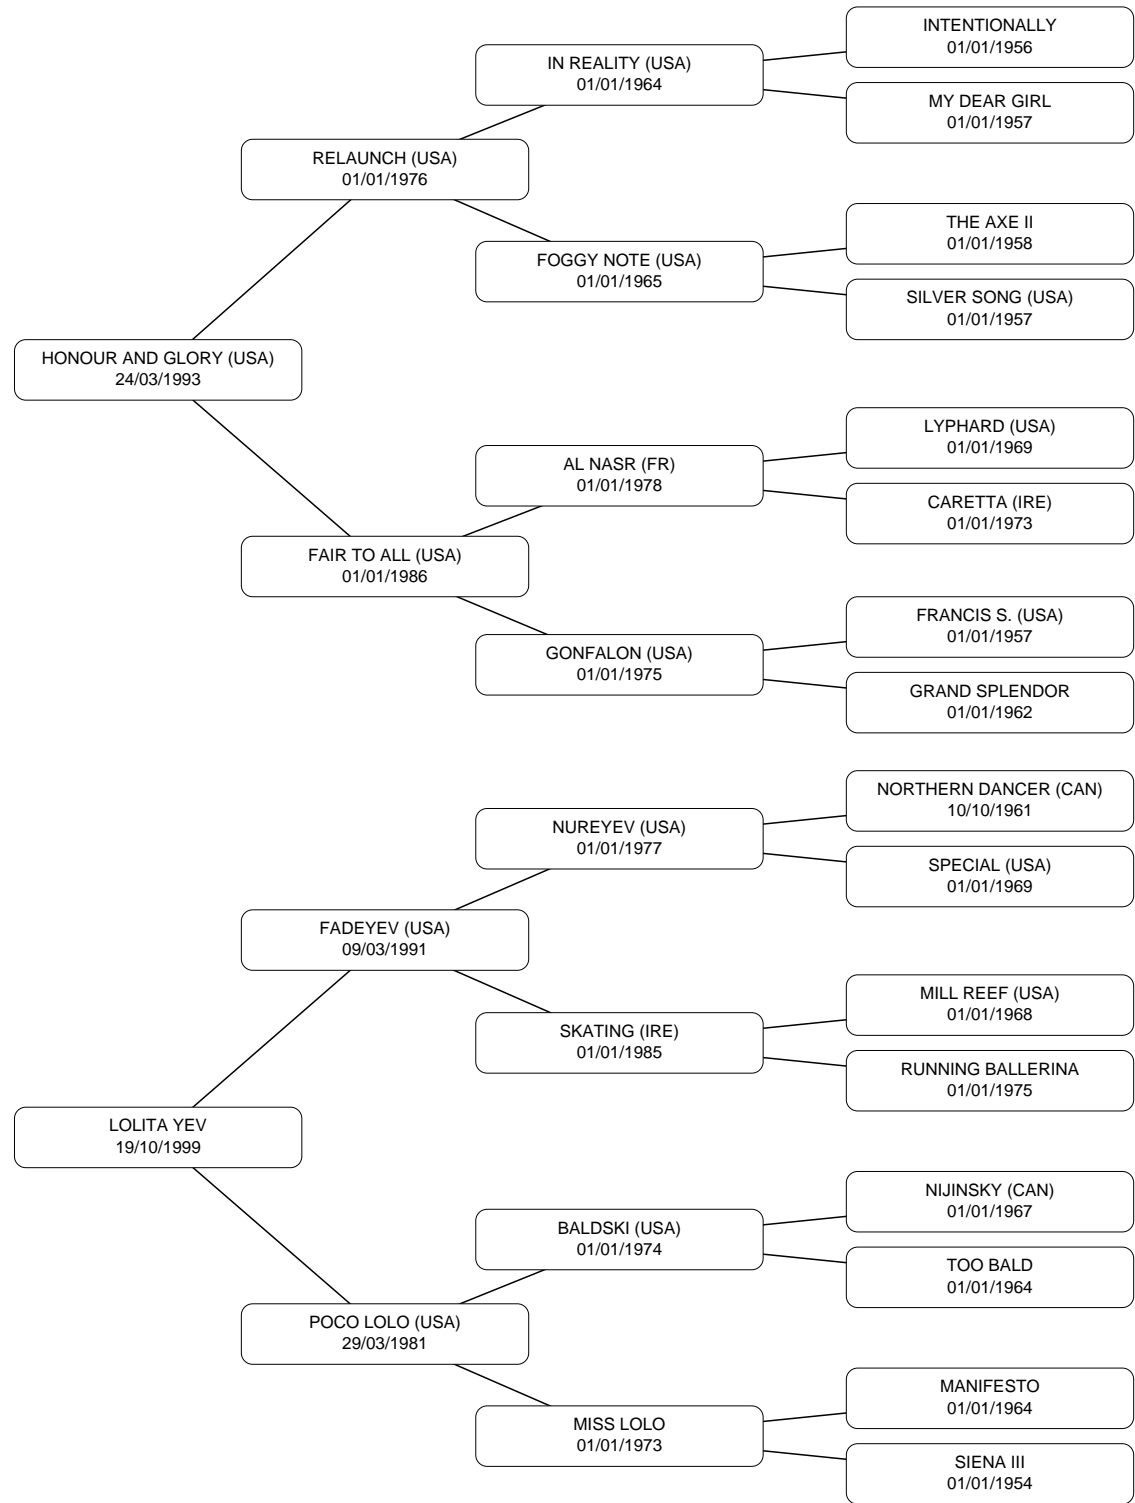 INTENTIONALLY
01/01/1956
IN REALITY (USA)
01/01/1964
MY DEAR GIRL
01/01/1957
RELAUNCH (USA)
01/01/1976
THE AXE II
01/01/1958
FOGGY NOTE (USA)
01/01/1965
SILVER SONG (USA)
01/01/1957
HONOUR AND GLORY (USA)
24/03/1993
LYPHARD (USA)
01/01/1969
AL NASR (FR)
01/01/1978
CARETTA (IRE)
01/01/1973
FAIR TO ALL (USA)
01/01/1986
FRANCIS S. (USA)
01/01/1957
GONFALON (USA)
01/01/1975
GRAND SPLENDOR
01/01/1962
NORTHERN DANCER (CAN)
10/10/1961
NUREYEV (USA)
01/01/1977
SPECIAL (USA)
01/01/1969
FADEYEV (USA)
09/03/1991
MILL REEF (USA)
01/01/1968
SKATING (IRE)
01/01/1985
RUNNING BALLERINA
01/01/1975
LOLITA YEV
19/10/1999
NIJINSKY (CAN)
01/01/1967
BALDSKI (USA)
01/01/1974
TOO BALD
01/01/1964
POCO LOLO (USA)
29/03/1981
MANIFESTO
01/01/1964
MISS LOLO
01/01/1973
SIENA III
01/01/1954